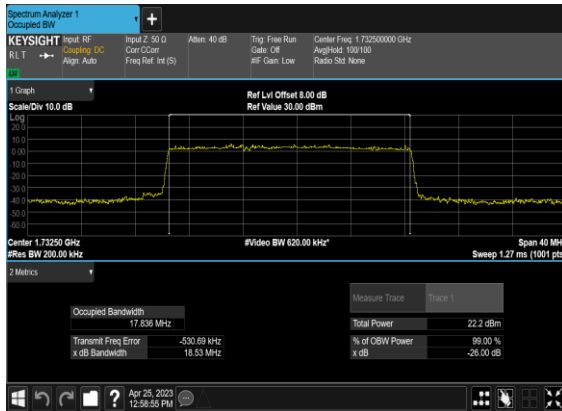 Spectrum Analyzer 1
Occupied BW
KEYSIGHT Input: RF Input Z: 50 Ω Atten: 40 dB Trig: Free Run Center Freq: 1.732500000 GHz
RLT Coupling: DC Corr CCorr Gate: Off Avg|Hold: 100/100
Align: Auto Freq Ref: Int (S) #IF Gain: Low Radio Std: None
1 Graph Ref Lvl Offset 8.00 dB
Scale/Div 10.0 dB Ref Value 30.00 dBm
Log
20.0
10.0
0.00
-10.0
-20.0
-30.0
-40.0
-50.0
-60.0
Center 1.73250 GHz #Video BW 620.00 kHz* Span 40 MH
#Res BW 200.00 kHz Sweep 1.27 ms (1001 pts
2 Metrics
Measure Trace Trace 1
Occupied Bandwidth
17.836 MHz Total Power 22.2 dBm
Transmit Freq Error -530.69 kHz % of OBW Power 99.00 %
x dB Bandwidth 18.53 MHz x dB -26.00 dB
? Apr 25, 2023
12:58:55 PM